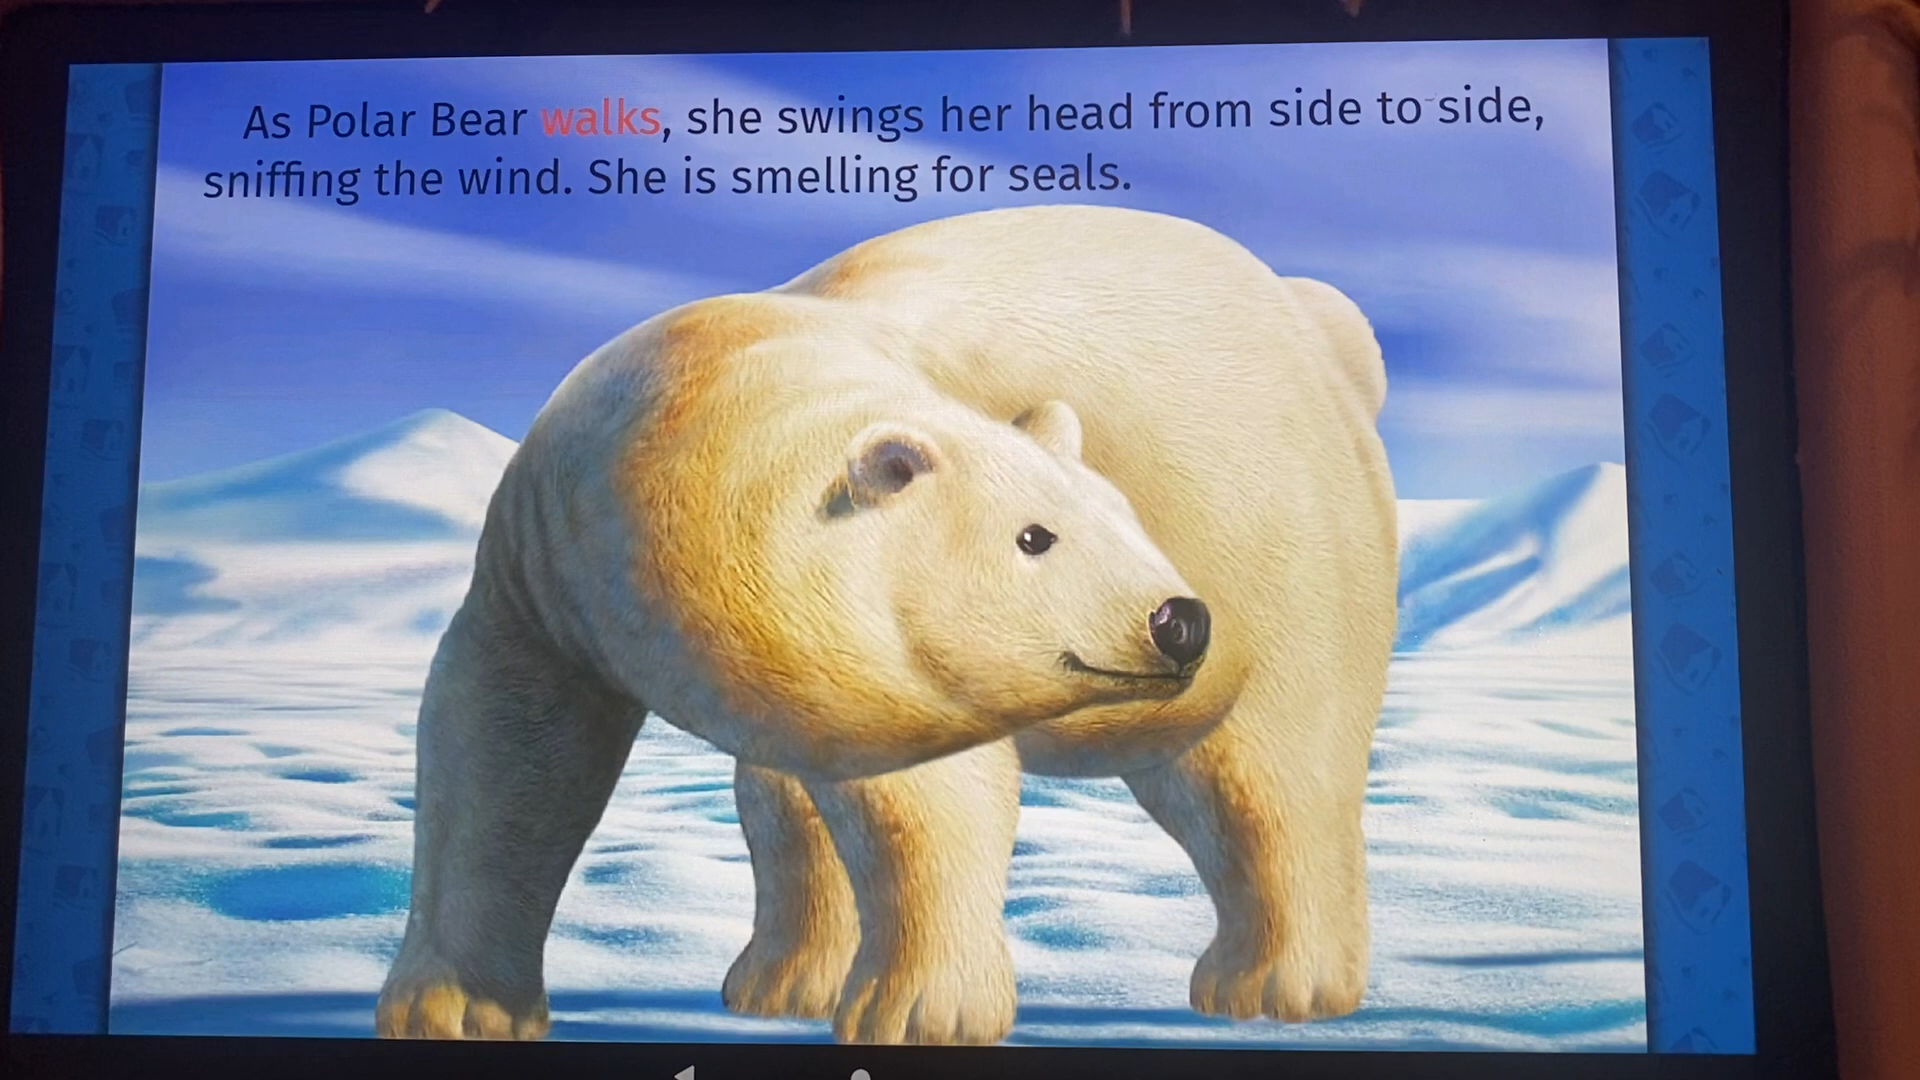 As Polar Bear walks, she swings her head from side to side,
sniffing the wind. She is smelling for seals.